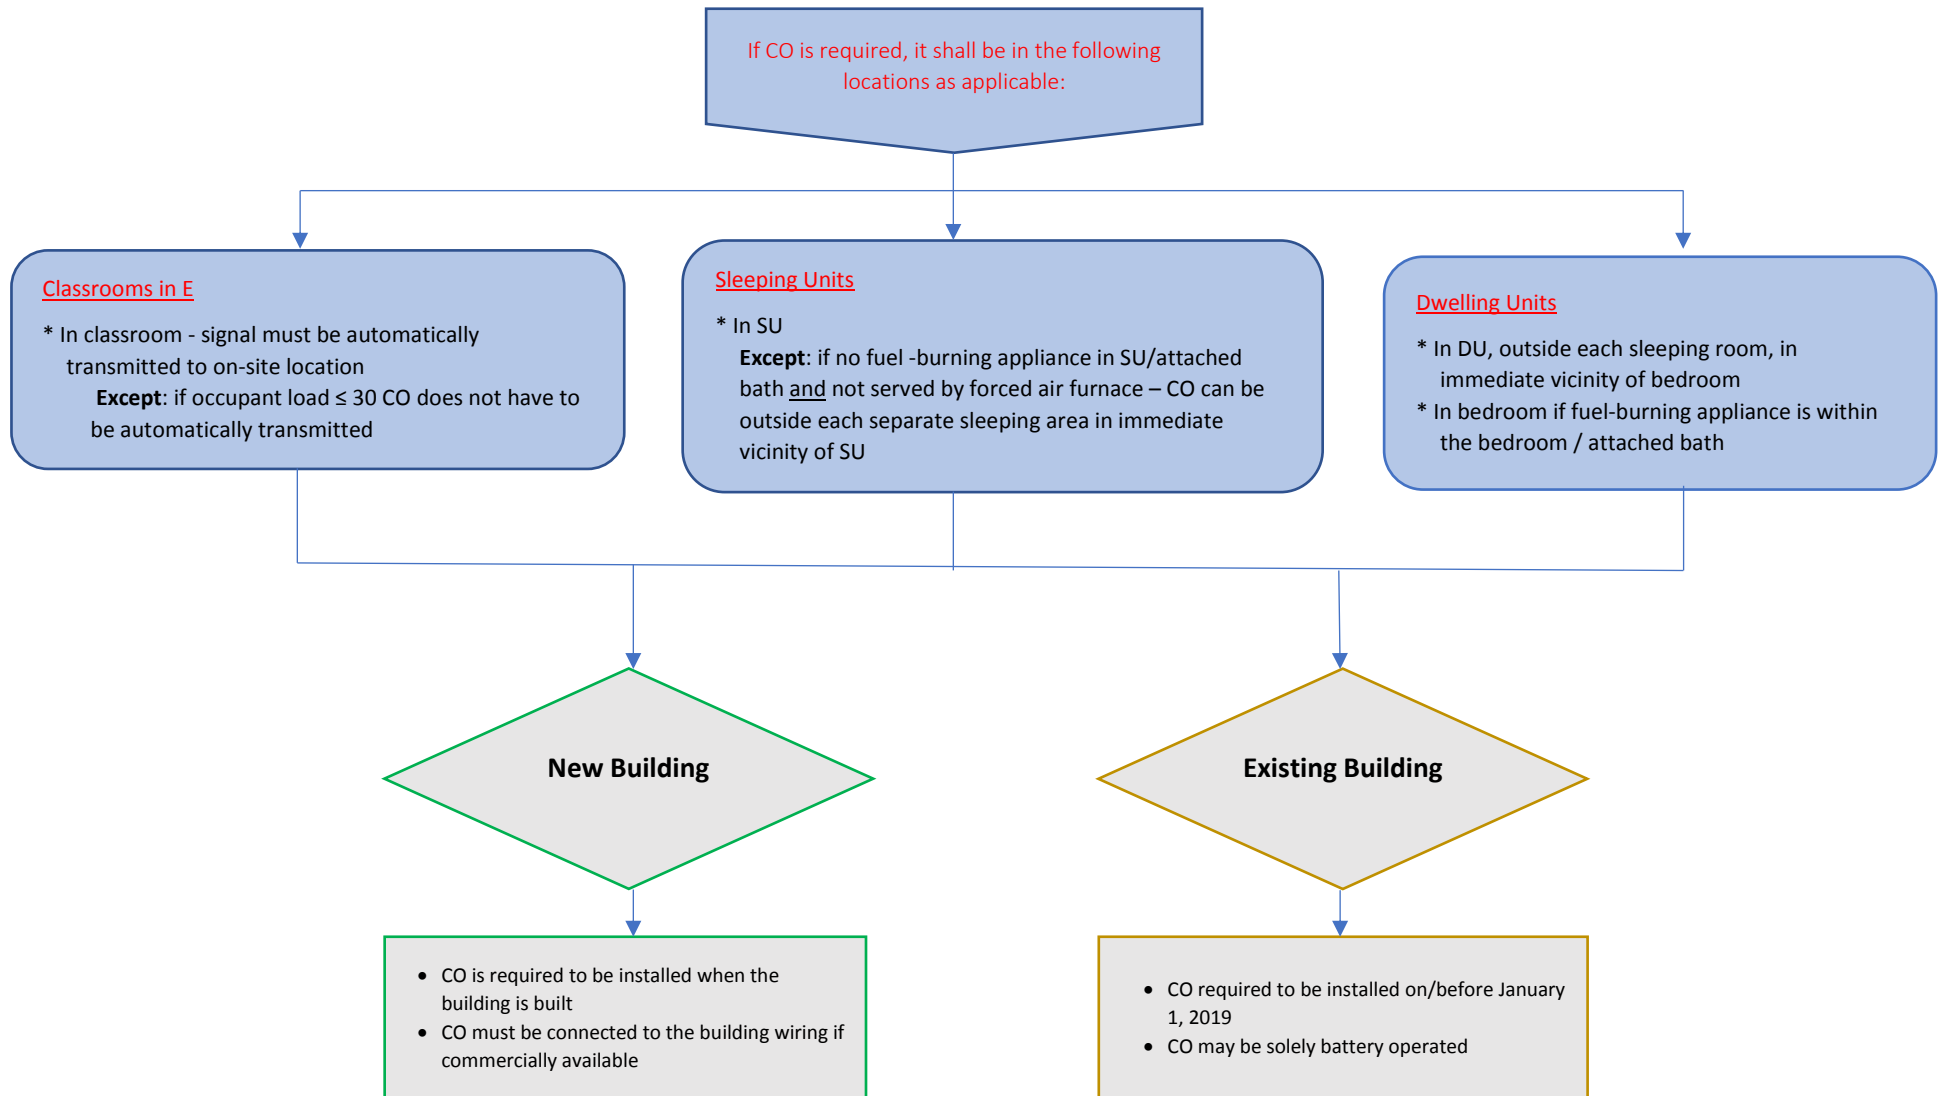 If CO is required, it shall be in the following
locations as applicable:
Classrooms in E
* In classroom - signal must be automatically
transmitted to on-site location
Except: if occupant load ≤ 30 CO does not have to
be automatically transmitted
Sleeping Units
* In SU
Except: if no fuel -burning appliance in SU/attached
bath and not served by forced air furnace – CO can be
outside each separate sleeping area in immediate
vicinity of SU
Dwelling Units
* In DU, outside each sleeping room, in
immediate vicinity of bedroom
* In bedroom if fuel-burning appliance is within
the bedroom / attached bath
New Building
Existing Building
• CO is required to be installed when the
building is built
• CO must be connected to the building wiring if
commercially available
• CO required to be installed on/before January
1, 2019
• CO may be solely battery operated